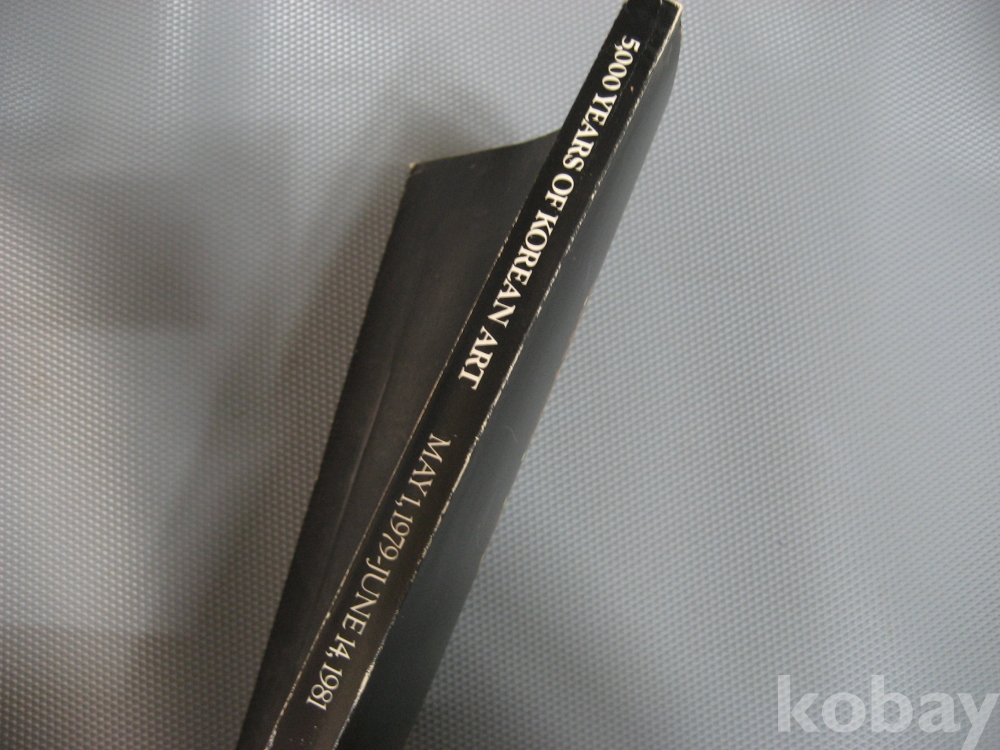 5,000 YEARS OF KOREAN ART MAY 1, 1979-JUNE 14, 1981
kobay